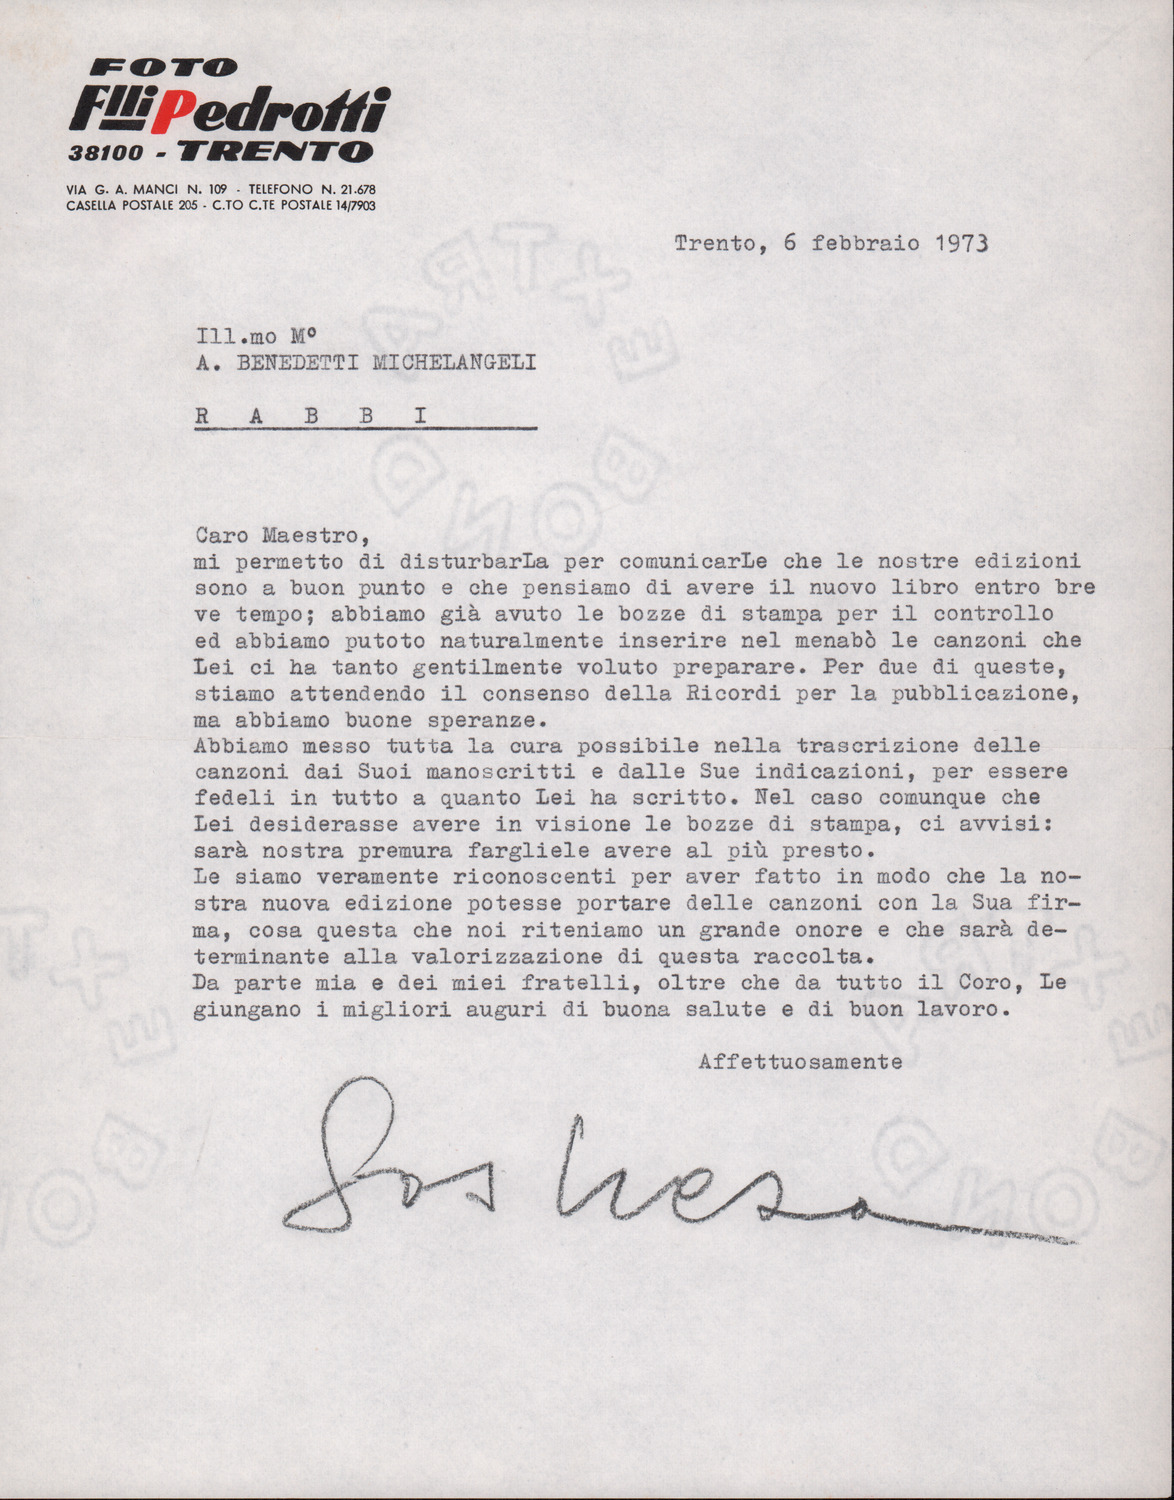 FOTO
Flli Pedrotti
38100 - TRENTO
VIA G. A. MANCI N. 109 - TELEFONO N. 21-678
CASELLA POSTALE 205 - C.TO C.TE POSTALE 14/7903
Trento, 6 febbraio 1973
Ill.mo M°
A. BENEDETTI MICHELANGELI
R A B B I
Caro Maestro,
mi permetto di disturbarLa per comunicarLe che le nostre edizioni
sono a buon punto e che pensiamo di avere il nuovo libro entro bre
ve tempo; abbiamo già avuto le bozze di stampa per il controllo
ed abbiamo putoto naturalmente inserire nel menabò le canzoni che
Lei ci ha tanto gentilmente voluto preparare. Per due di queste,
stiamo attendendo il consenso della Ricordi per la pubblicazione,
ma abbiamo buone speranze.
Abbiamo messo tutta la cura possibile nella trascrizione delle
canzoni dai Suoi manoscritti e dalle Sue indicazioni, per essere
fedeli in tutto a quanto Lei ha scritto. Nel caso comunque che
Lei desiderasse avere in visione le bozze di stampa, ci avvisi:
sarà nostra premura fargliele avere al più presto.
Le siamo veramente riconoscenti per aver fatto in modo che la no-
stra nuova edizione potesse portare delle canzoni con la Sua fir-
ma, cosa questa che noi riteniamo un grande onore e che sarà de-
terminante alla valorizzazione di questa raccolta.
Da parte mia e dei miei fratelli, oltre che da tutto il Coro, Le
giungano i migliori auguri di buona salute e di buon lavoro.
Affettuosamente
EXTRA
BOND